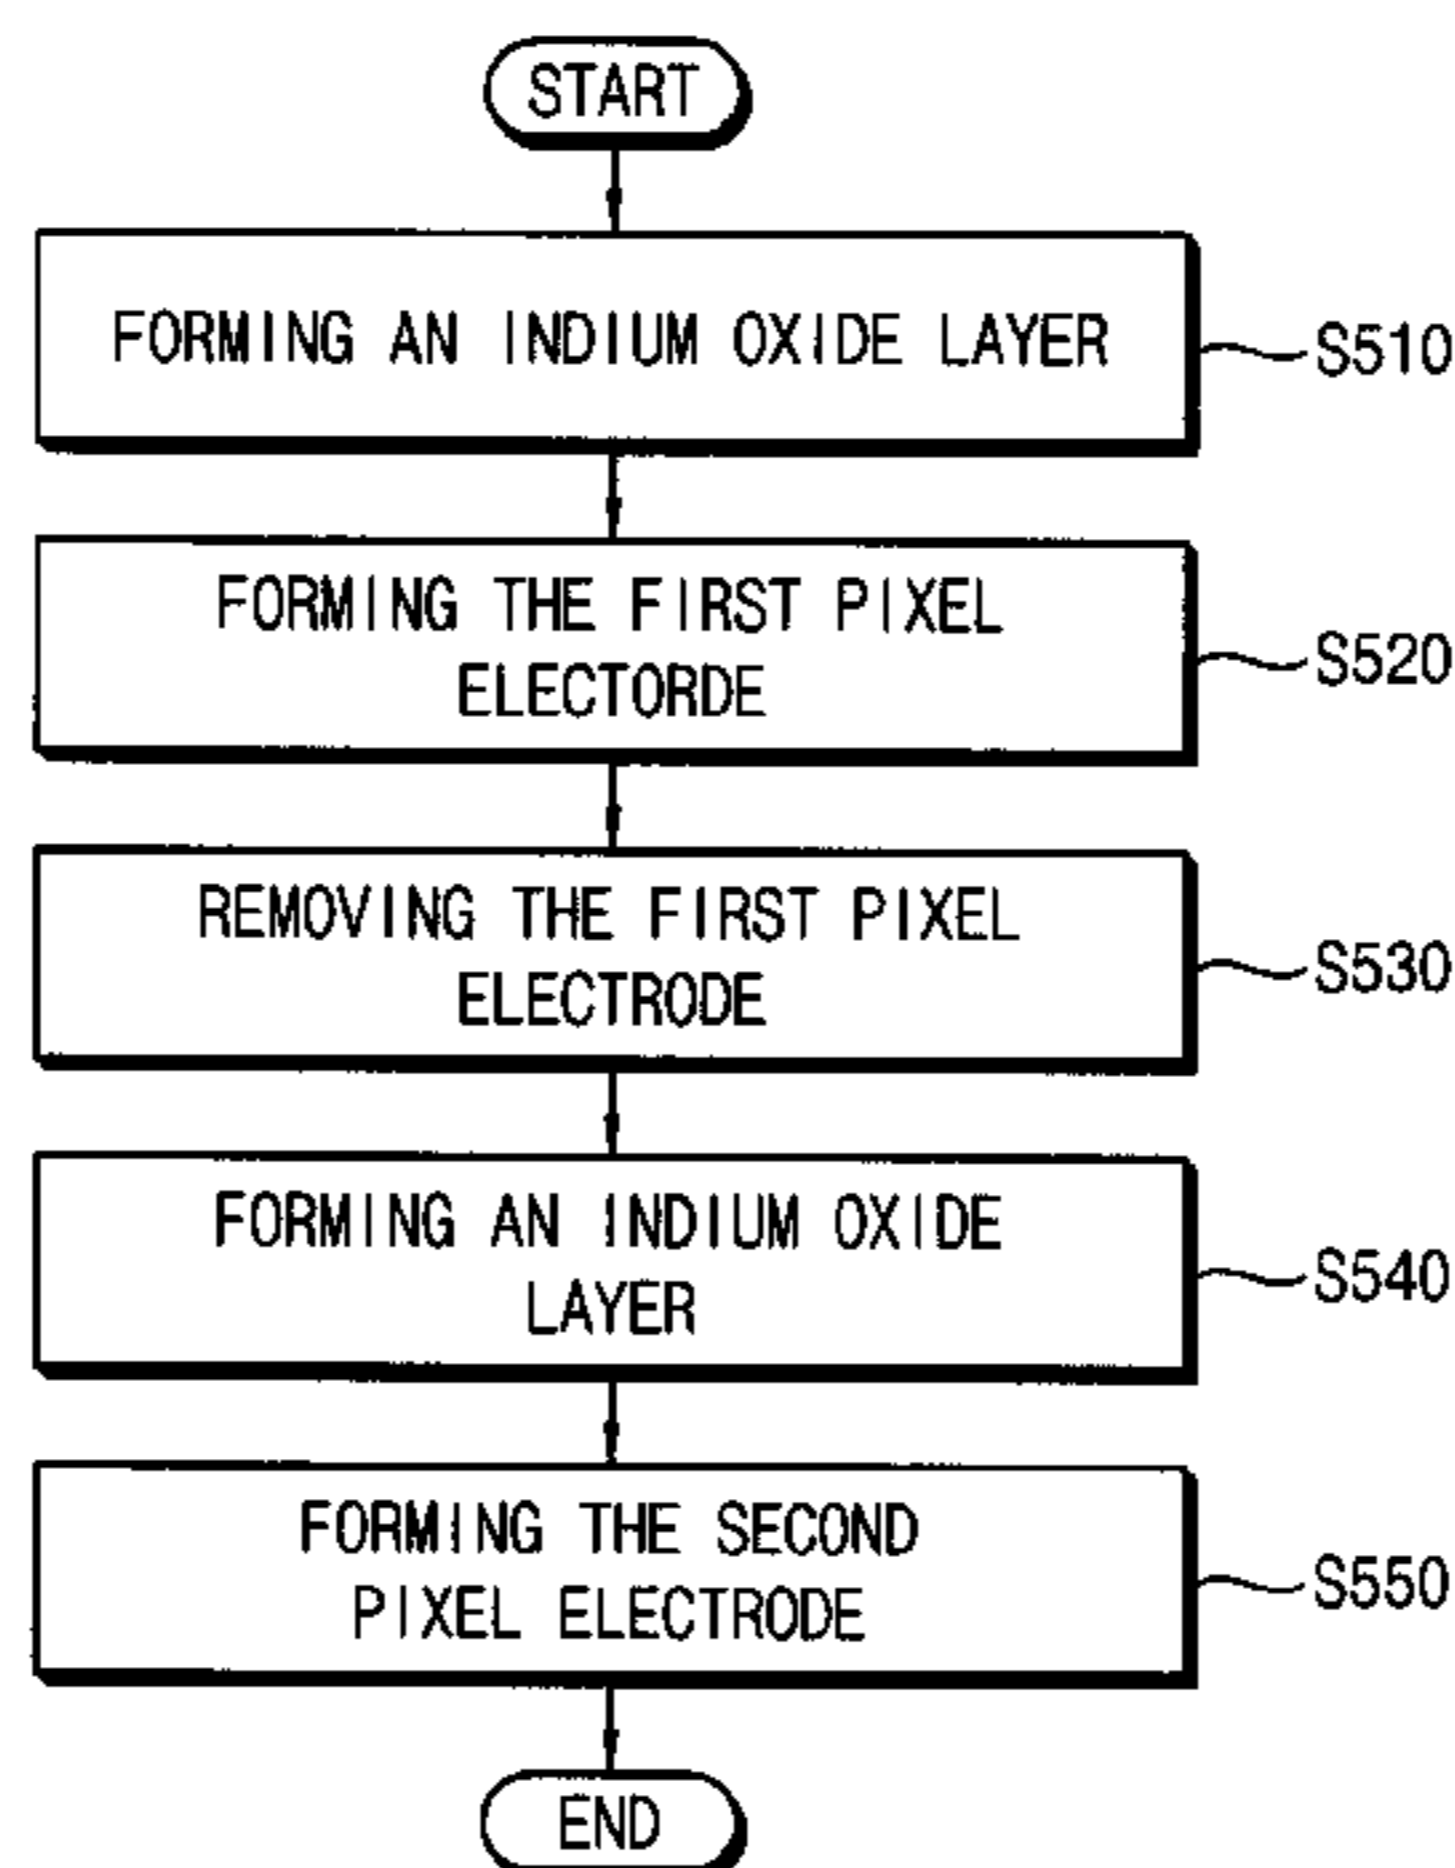 START
FORMING AN INDIUM OXIDE LAYER
S510
FORMING THE FIRST PIXEL
ELECTORDE
S520
REMOVING THE FIRST PIXEL
ELECTRODE
S530
FORMING AN INDIUM OXIDE
LAYER
S540
FORMING THE SECOND
PIXEL ELECTRODE
S550
END